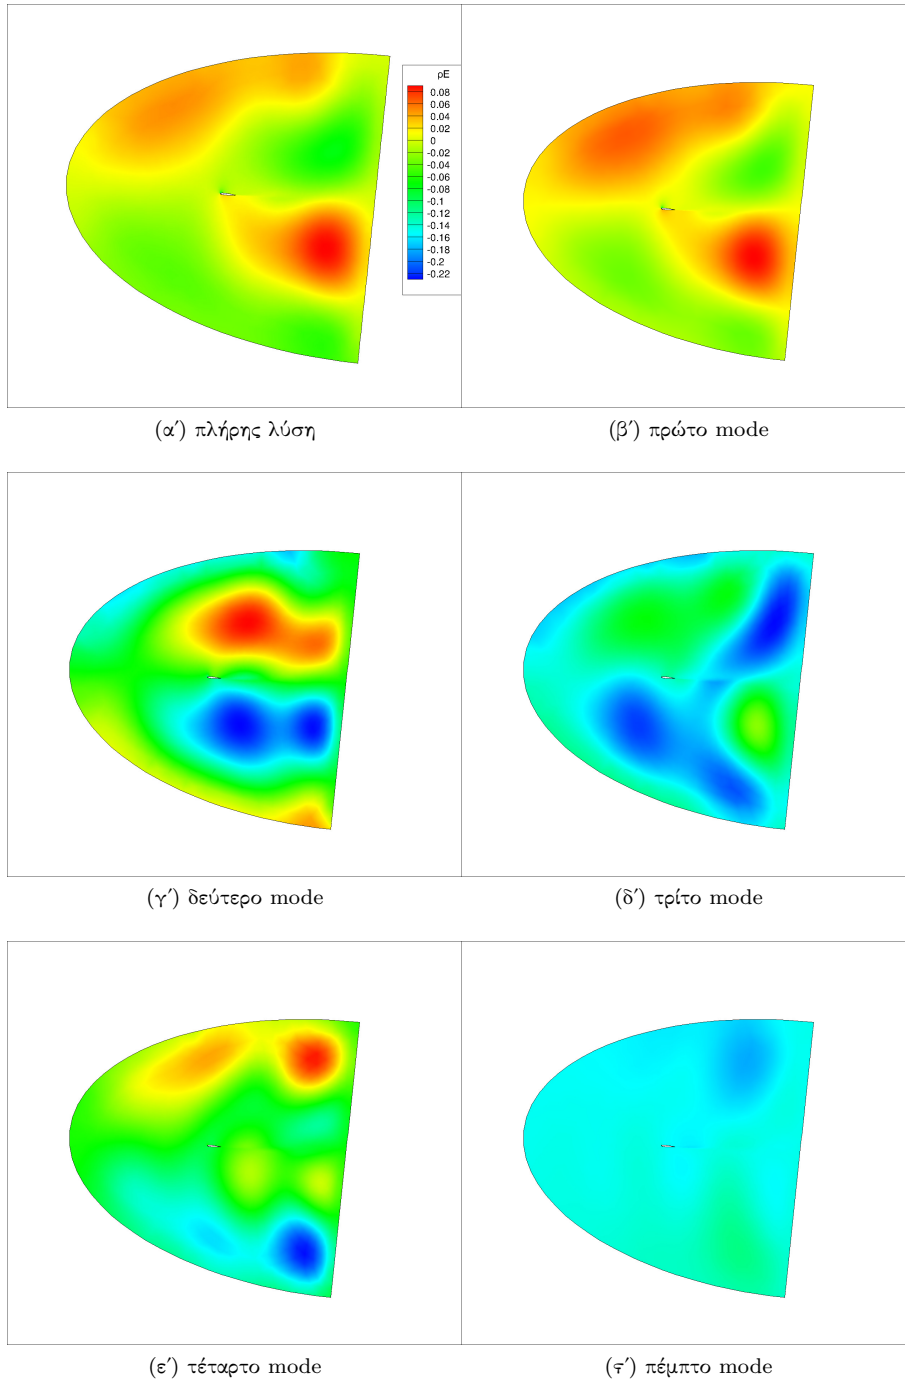 ρE
0.08
0.06
0.04
0.02
0
-0.02
-0.04
-0.06
-0.08
-0.1
-0.12
-0.14
-0.16
-0.18
-0.2
-0.22
(α′) πλήρης λύση
(β′) πρώτο mode
(γ′) δεύτερο mode
(δ′) τρίτο mode
(ε′) τέταρτο mode
(ϛ′) πέμπτο mode